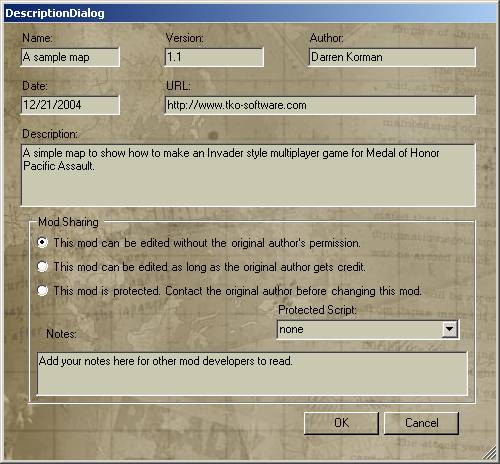 DescriptionDialog
Name:
Version:
Author:
A sample map
1.1
Darren Korman
Date:
URL:
12/21/2004
http://www.tko-software.com
Description:
A simple map to show how to make an Invader style multiplayer game for Medal of Honor
Pacific Assault.
Mod Sharing
This mod can be edited without the original author's permission.
This mod can be edited as long as the original author gets credit.
This mod is protected. Contact the original author before changing this mod.
Protected Script:
Notes:
none
Add your notes here for other mod developers to read.
OK
Cancel